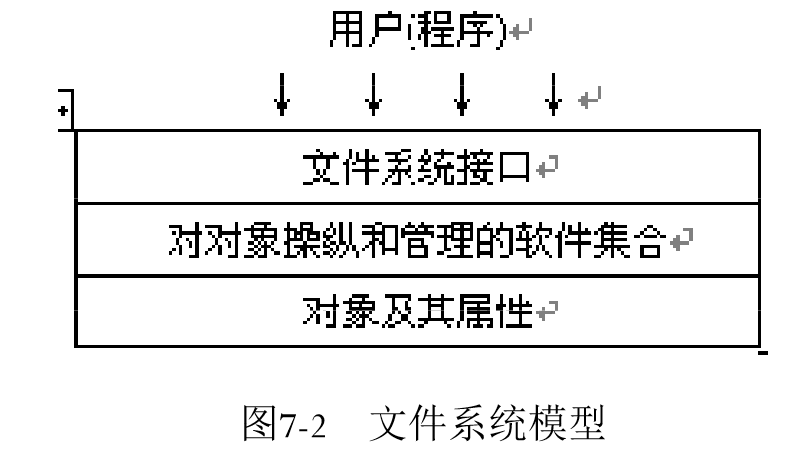 用户(程序)
文件系统接口
对对象操纵和管理的软件集合
对象及其属性
图7-2 文件系统模型